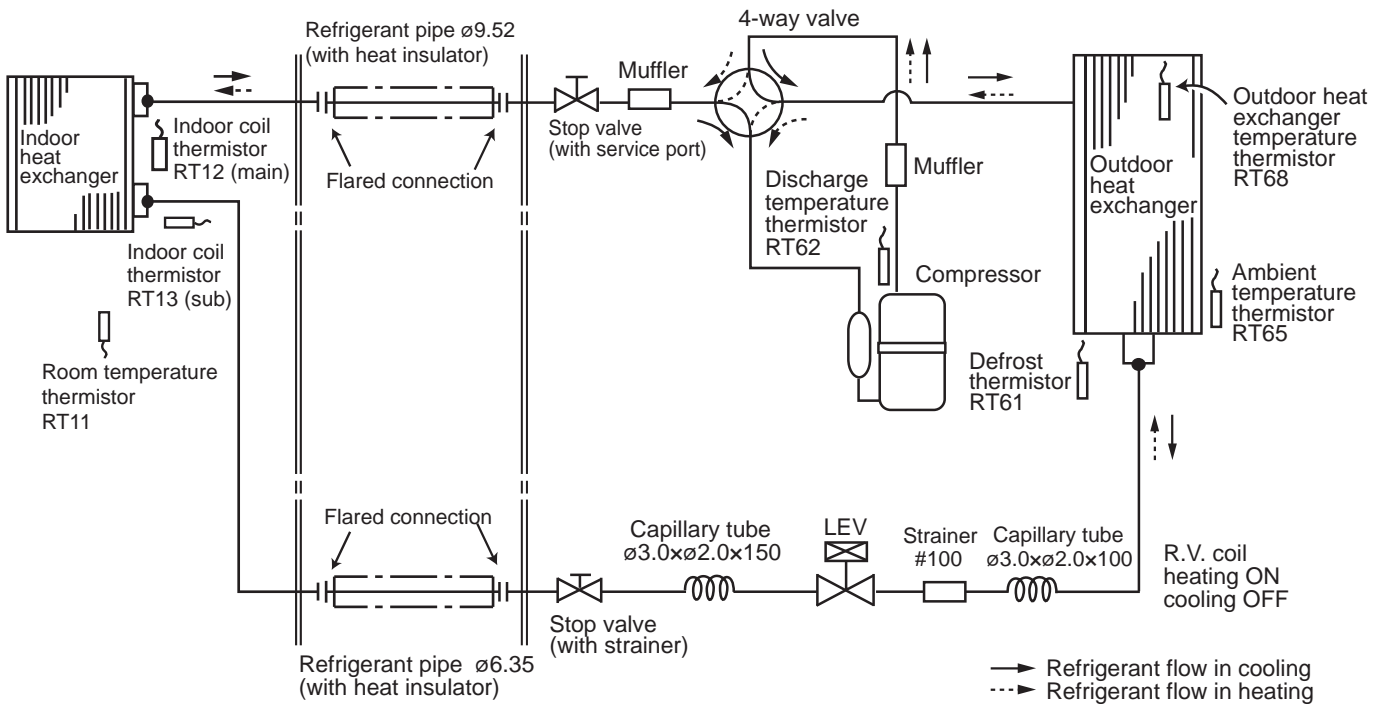 4-way valve
Refrigerant pipe ø9.52
(with heat insulator)
Muffler
Stop valve
(with service port)
Flared connection
Indoor
heat
exchanger
Indoor coil
thermistor
RT12 (main)
Indoor coil
thermistor
RT13 (sub)
Room temperature
thermistor
RT11
Discharge
temperature
thermistor
RT62
Muffler
Compressor
Outdoor
heat
exchanger
Outdoor heat
exchanger
temperature
thermistor
RT68
Ambient
temperature
thermistor
RT65
Defrost
thermistor
RT61
Flared connection
Refrigerant pipe ø6.35
(with heat insulator)
Stop valve
(with strainer)
Capillary tube
ø3.0×ø2.0×150
LEV
Strainer
#100
Capillary tube
ø3.0×ø2.0×100
R.V. coil
heating ON
cooling OFF
Refrigerant flow in cooling
Refrigerant flow in heating